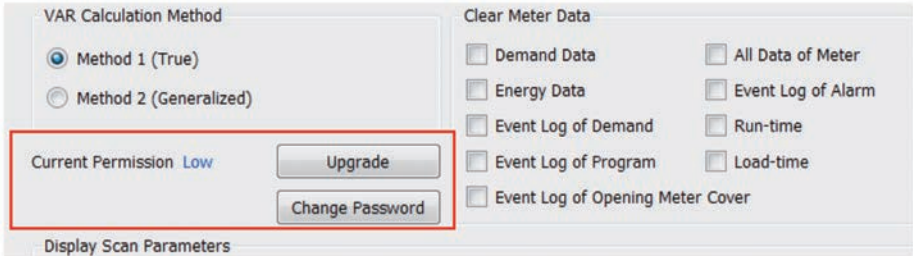 VAR Calculation Method
Method 1 (True)
Method 2 (Generalized)
Current Permission Low
Upgrade
Change Password
Clear Meter Data
Demand Data
All Data of Meter
Energy Data
Event Log of Alarm
Event Log of Demand
Run-time
Event Log of Program
Load-time
Event Log of Opening Meter Cover
Display Scan Parameters